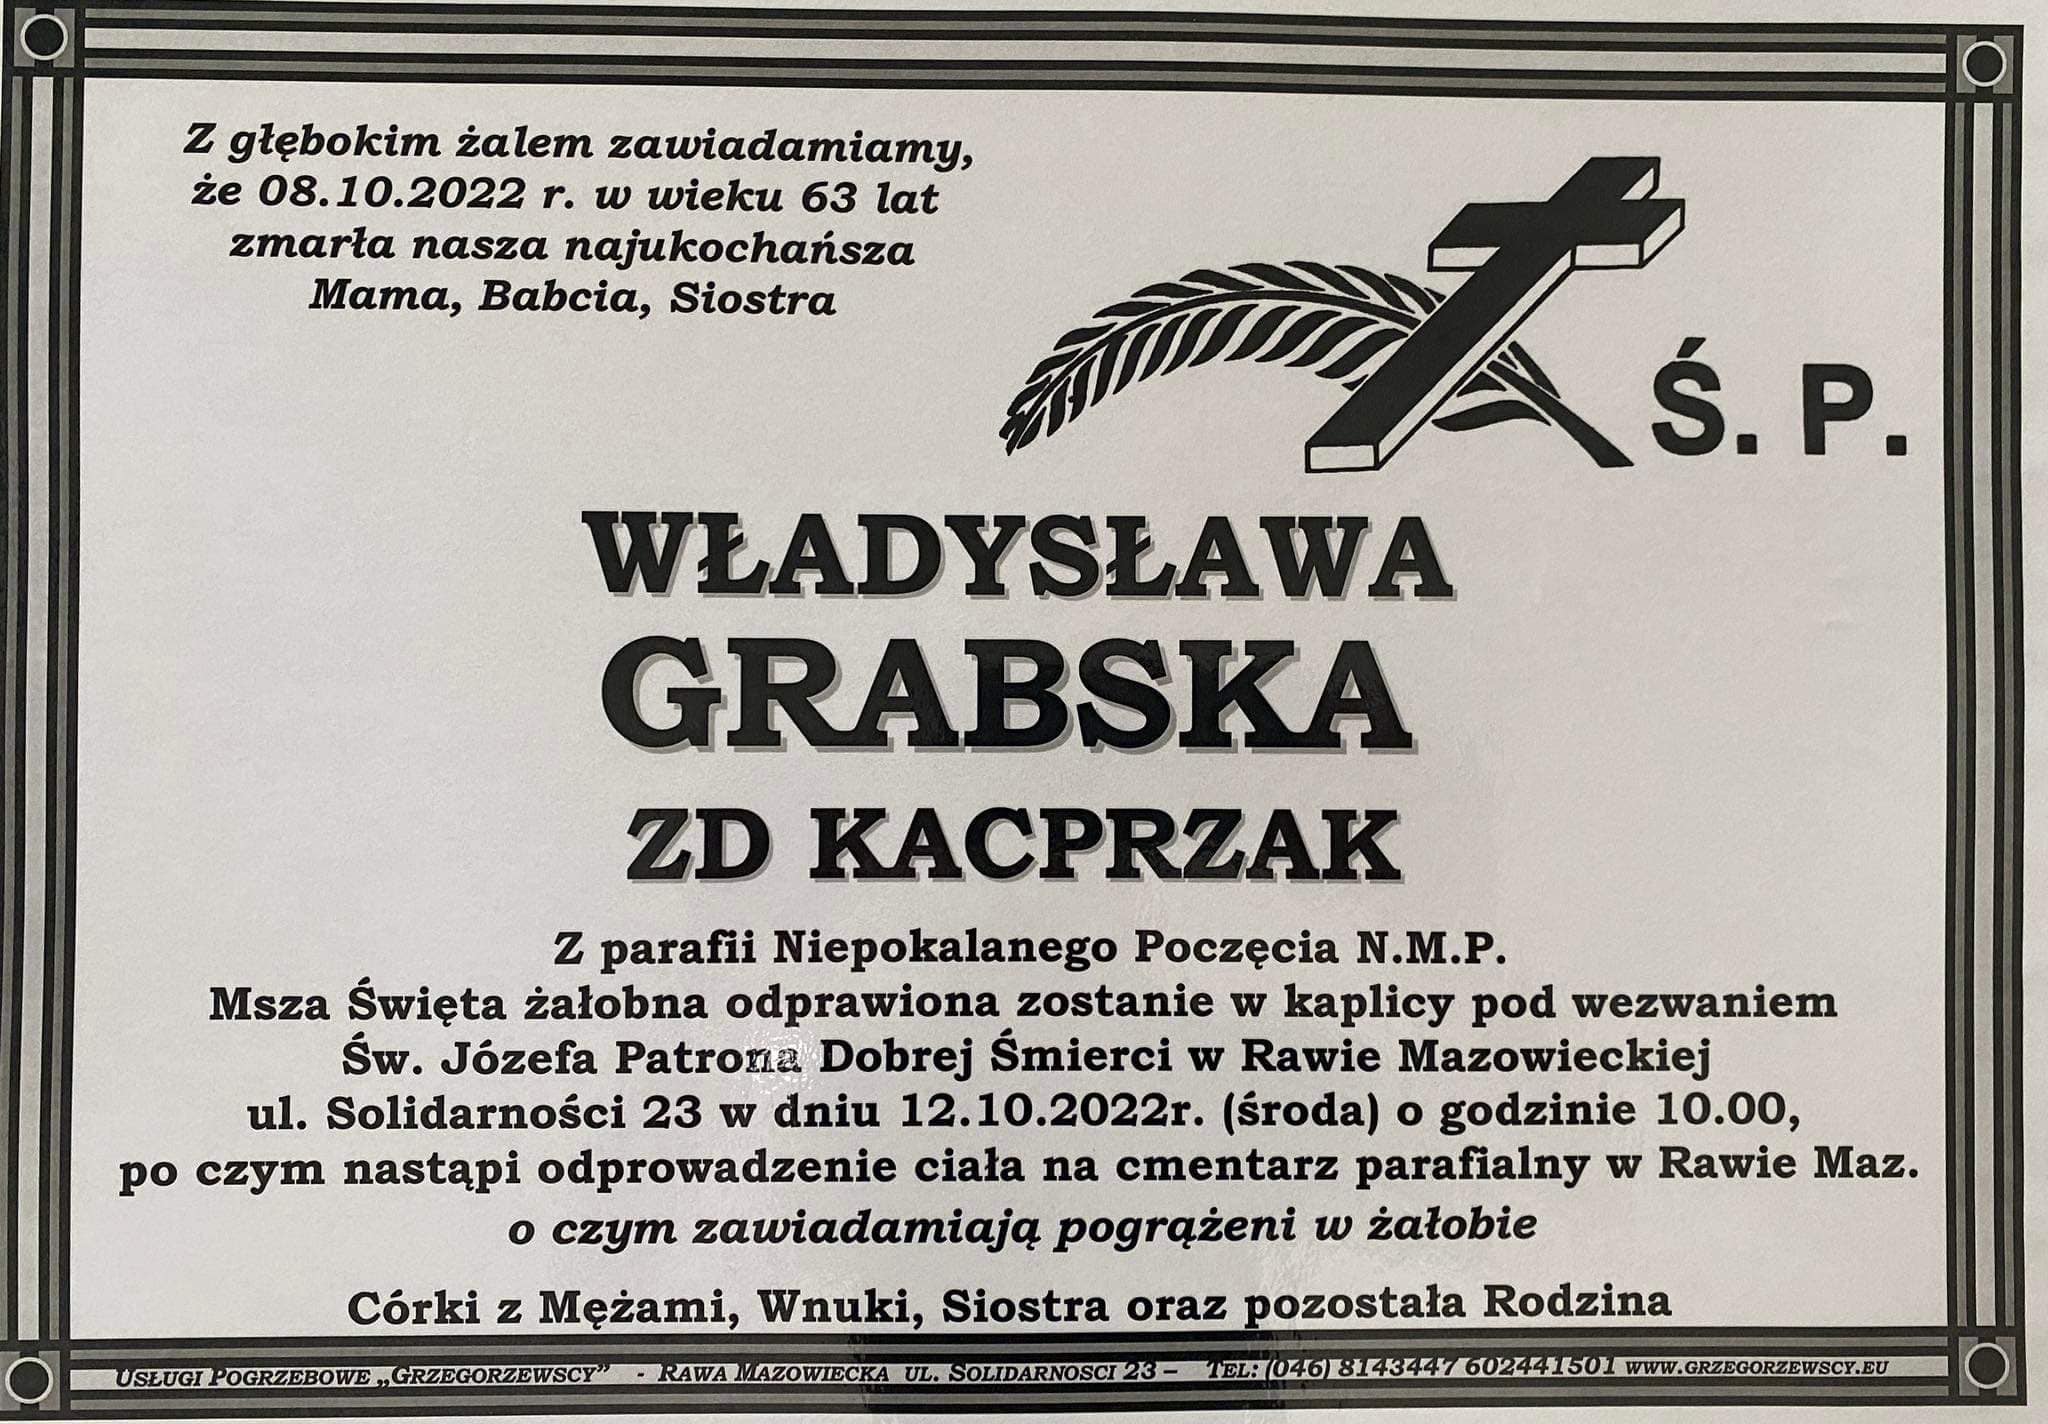 Z głębokim żalem zawiadamiamy,
że 08.10.2022 r. w wieku 63 lat
zmarła nasza najukochańsza
Mama, Babcia, Siostra
Ś. P.
WŁADYSŁAWA
GRABSKA
ZD KACPRZAK
Z parafii Niepokalanego Poczęcia N.M.P.
Msza Święta żałobna odprawiona zostanie w kaplicy pod wezwaniem
Św. Józefa Patrona Dobrej Śmierci w Rawie Mazowieckiej
ul. Solidarności 23 w dniu 12.10.2022r. (środa) o godzinie 10.00,
po czym nastąpi odprowadzenie ciała na cmentarz parafialny w Rawie Maz.
o czym zawiadamiają pogrążeni w żałobie
Córki z Mężami, Wnuki, Siostra oraz pozostała Rodzina
USŁUGI POGRZEBOWE „GRZEGORZEWSCY” - RAWA MAZOWIECKA UL. SOLIDARNOSCI 23 – TEL: (046) 8143447 602441501 WWW.GRZEGORZEWSCY.EU